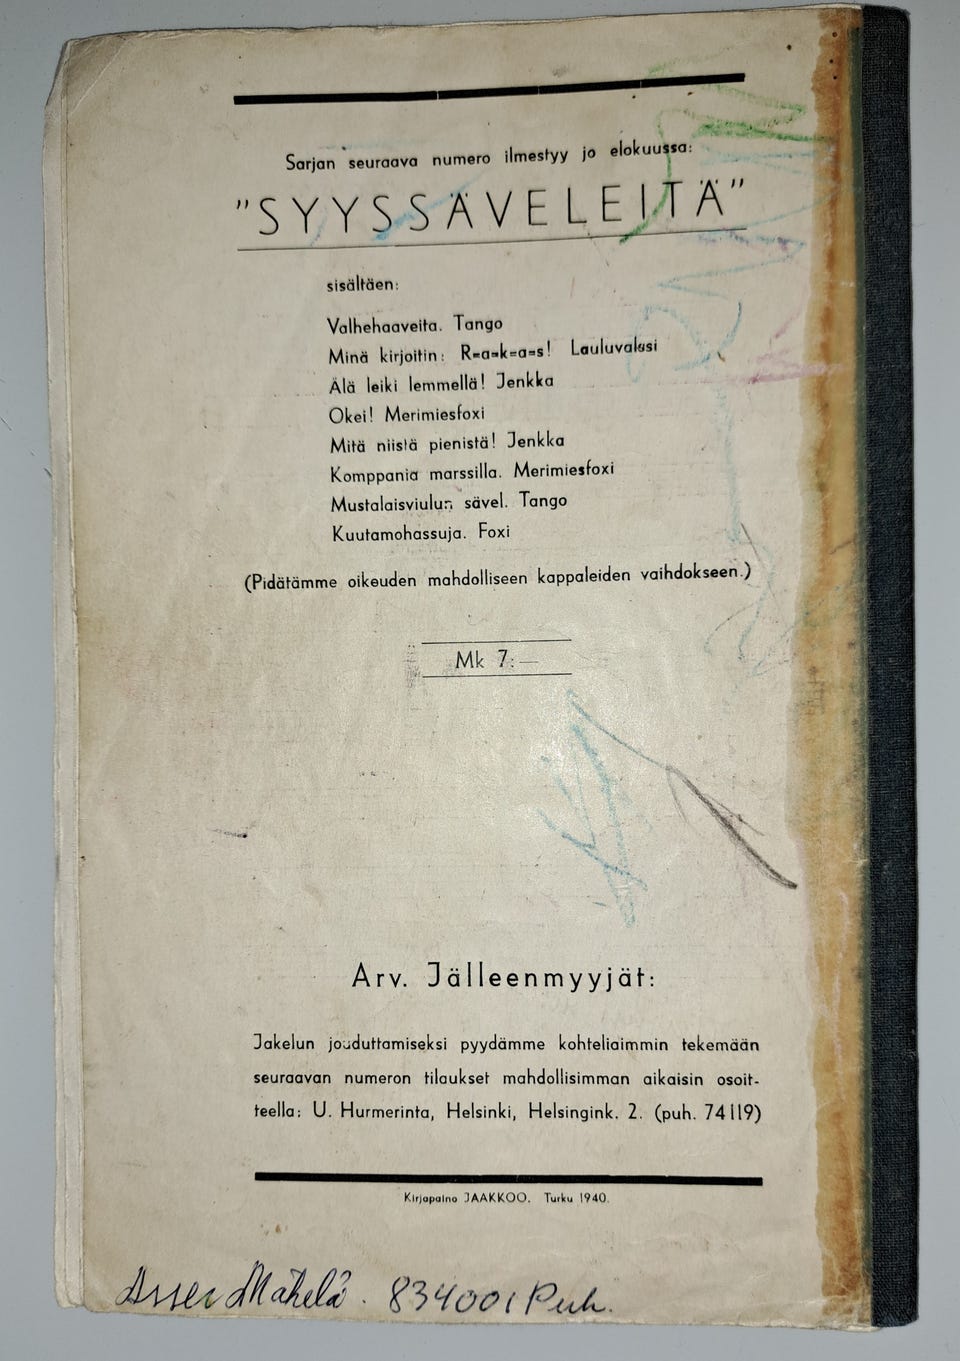 Sarjan seuraava numero ilmestyy jo elokuussa:
"SYYSSÄVELEITÄ"
sisältäen:
Valhehaaveita. Tango
Minä kirjoitin: R=a=k=a=s! Lauluvalssi
Älä leiki lemmellä! Jenkka
Okei! Merimiesfoxi
Mitä niistä pienistä! Jenkka
Komppania marssilla. Merimiesfoxi
Mustalaisviulun sävel. Tango
Kuutamohassuja. Foxi
(Pidätämme oikeuden mahdolliseen kappaleiden vaihdokseen.)
Mk 7:—
Arv. Jälleenmyyjät:
Jakelun jouduttamiseksi pyydämme kohteliaimmin tekemään
seuraavan numeron tilaukset mahdollisimman aikaisin osoit-
teella: U. Hurmerinta, Helsinki, Helsingink. 2. (puh. 74119)
Kirjapaino JAAKKOO. Turku 1940.
Asser Mäkelä. 834001 Puh.